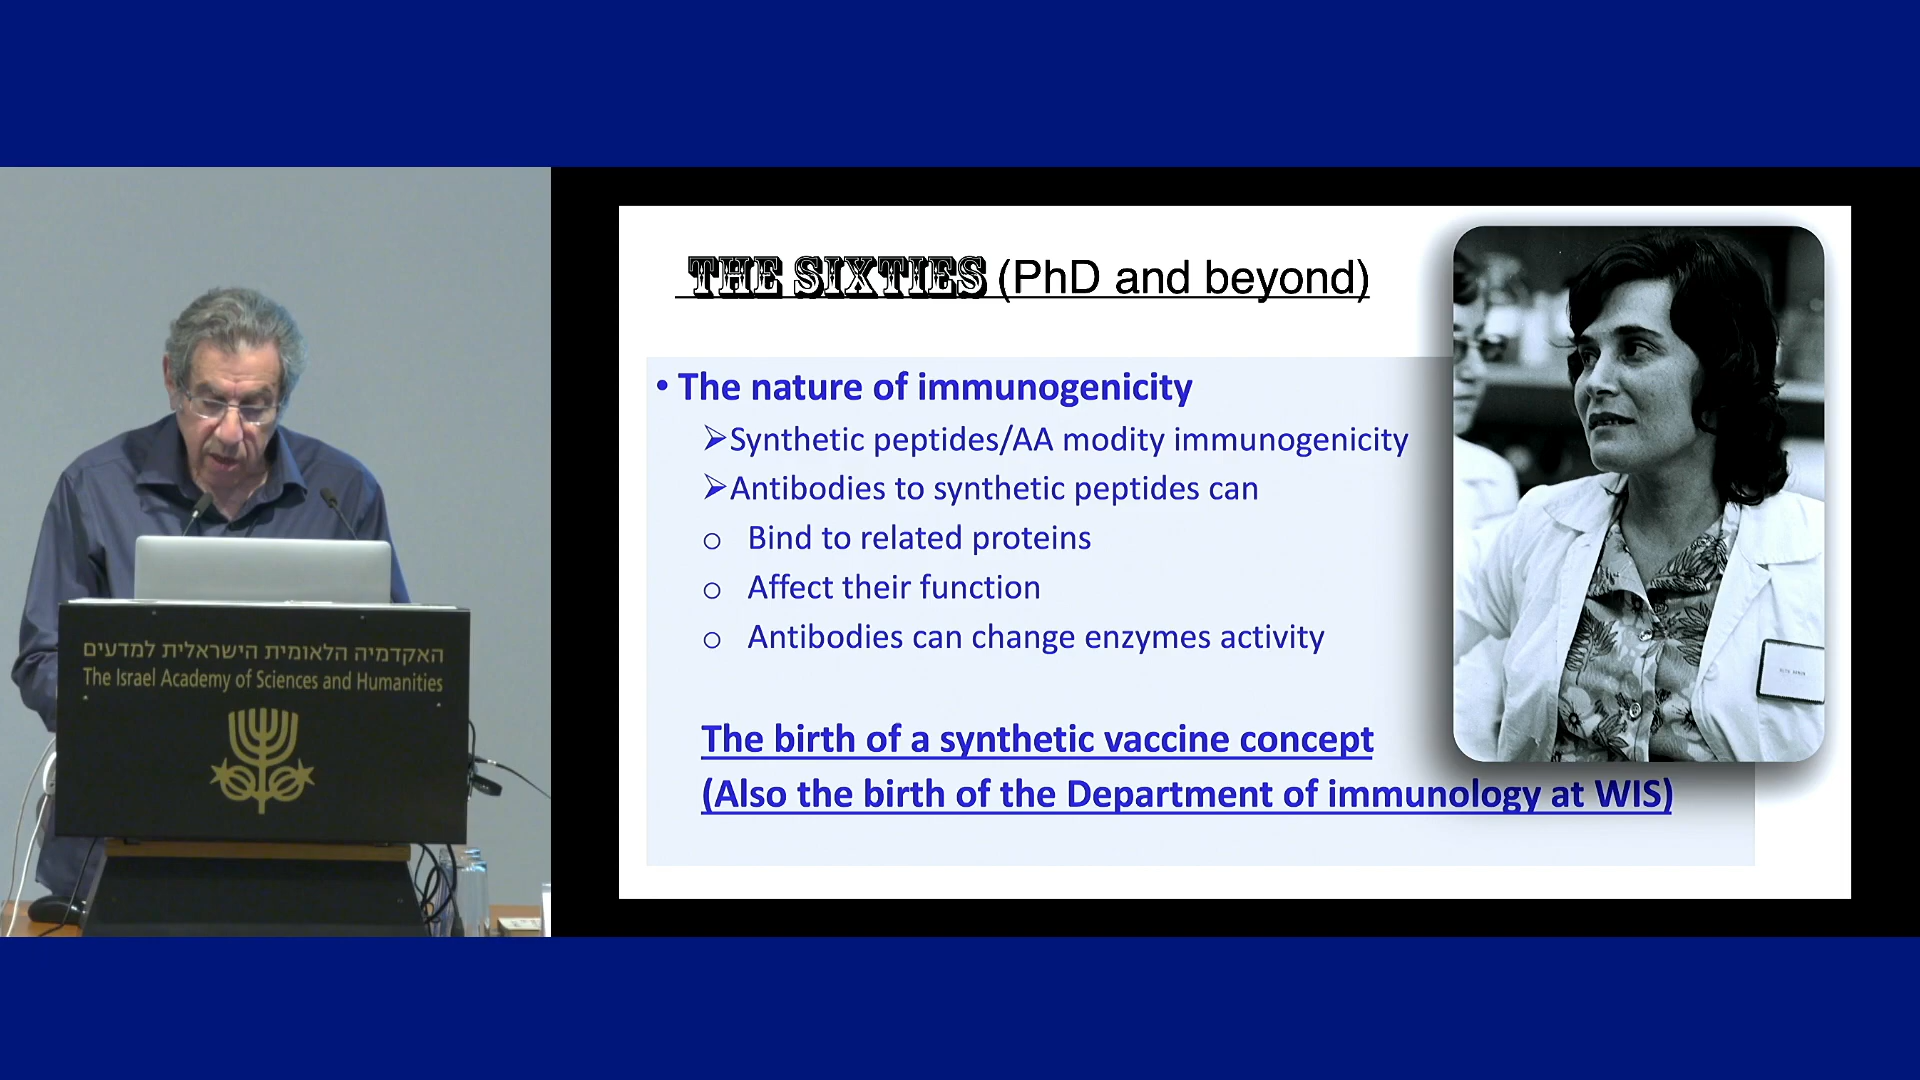 האקדמיה הלאומית הישראלית למדעים
The Israel Academy of Sciences and Humanities
THE SIXTIES (PhD and beyond)
• The nature of immunogenicity
➢Synthetic peptides/AA modity immunogenicity
➢Antibodies to synthetic peptides can
o Bind to related proteins
o Affect their function
o Antibodies can change enzymes activity
The birth of a synthetic vaccine concept
(Also the birth of the Department of immunology at WIS)